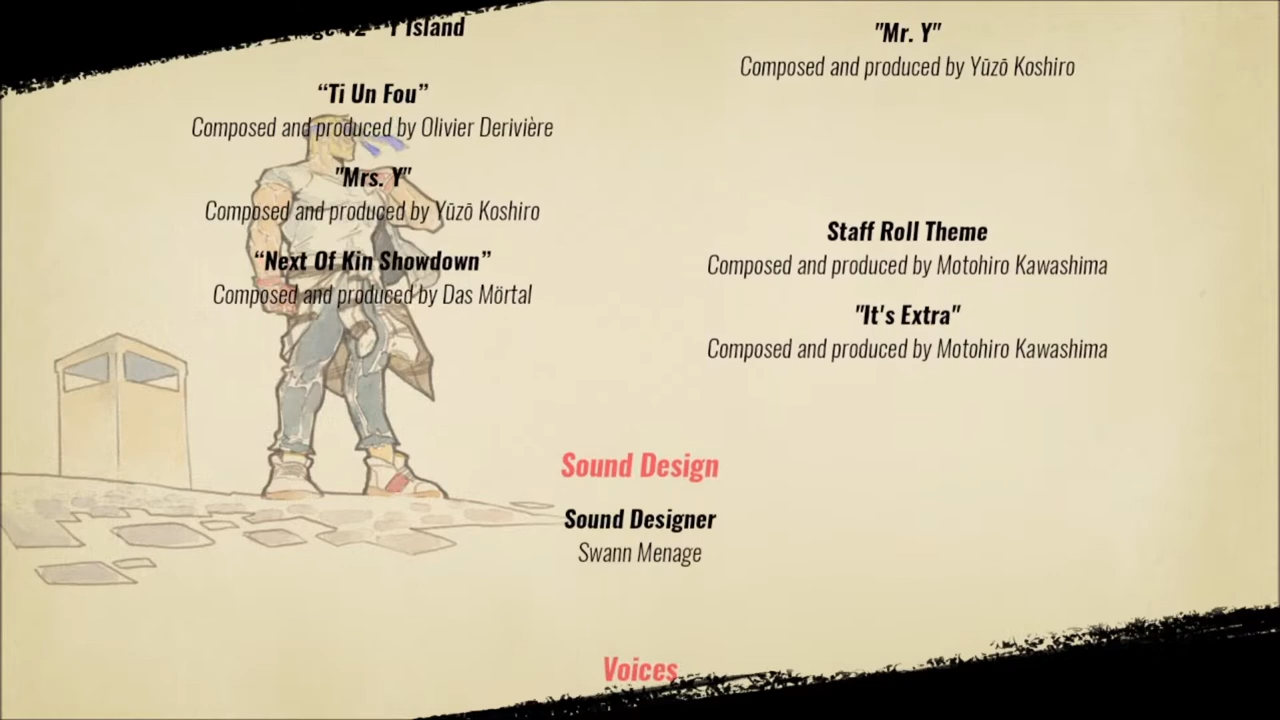 Y Island
“Ti Un Fou”
Composed and produced by Olivier Derivière
"Mrs. Y"
Composed and produced by Yūzō Koshiro
“Next Of Kin Showdown”
Composed and produced by Das Mörtal
"Mr. Y"
Composed and produced by Yūzō Koshiro
Staff Roll Theme
Composed and produced by Motohiro Kawashima
"It's Extra"
Composed and produced by Motohiro Kawashima
Sound Design
Sound Designer
Swann Menage
Voices